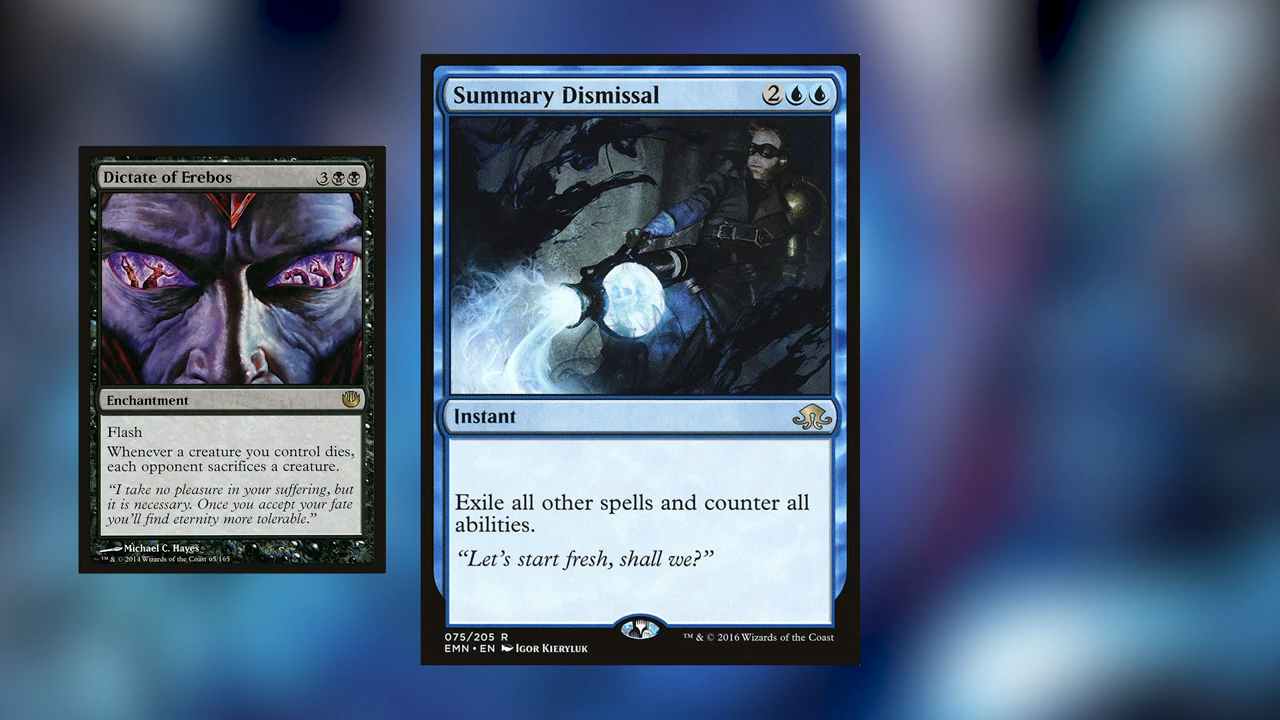 Dictate of Erebos 3
Enchantment
Flash
Whenever a creature you control dies,
each opponent sacrifices a creature.
“I take no pleasure in your suffering, but
it is necessary. Once you accept your fate
you’ll find eternity more tolerable.”
Michael C. Hayes
™ & © 2014 Wizards of the Coast 65/165
Summary Dismissal 2
Instant
Exile all other spells and counter all
abilities.
“Let’s start fresh, shall we?”
075/205 R
™ & © 2016 Wizards of the Coast
EMN • EN Igor Kieryluk